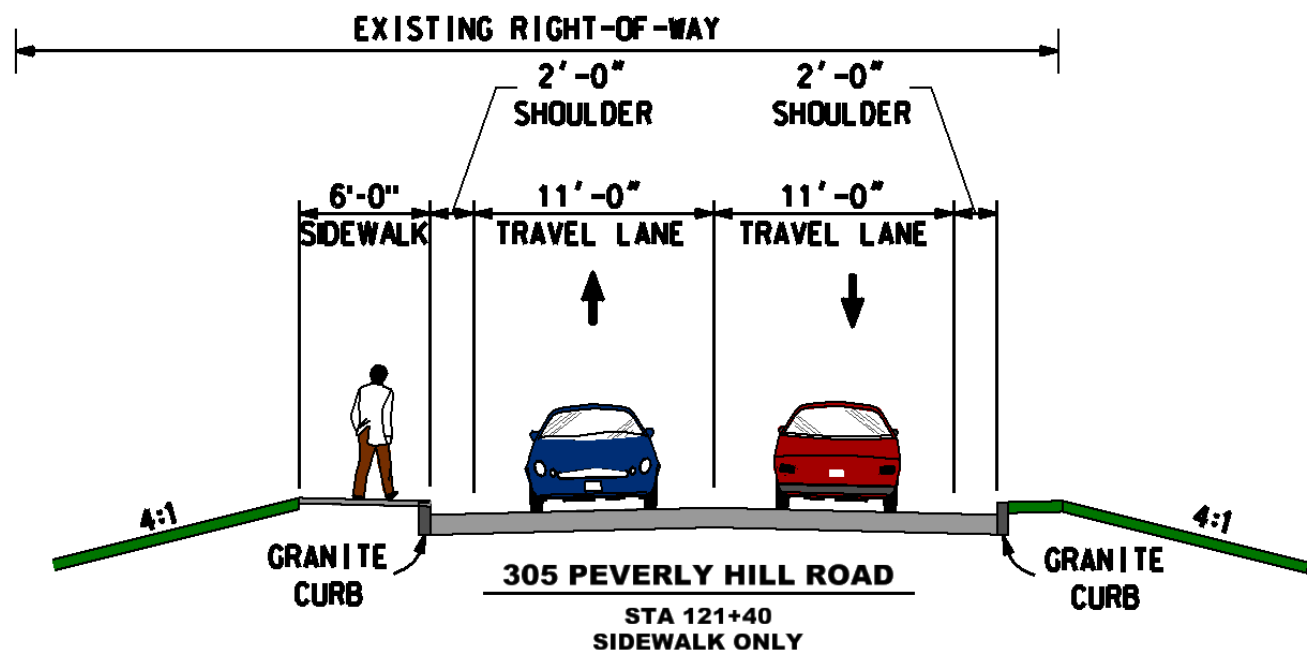 EXISTING RIGHT-OF-WAY
2'-0"
SHOULDER
2'-0"
SHOULDER
6'-0"
SIDEWALK
11'-0"
TRAVEL LANE
11'-0"
TRAVEL LANE
4:1
4:1
GRANITE
CURB
GRANITE
CURB
305 PEVERLY HILL ROAD
STA 121+40
SIDEWALK ONLY